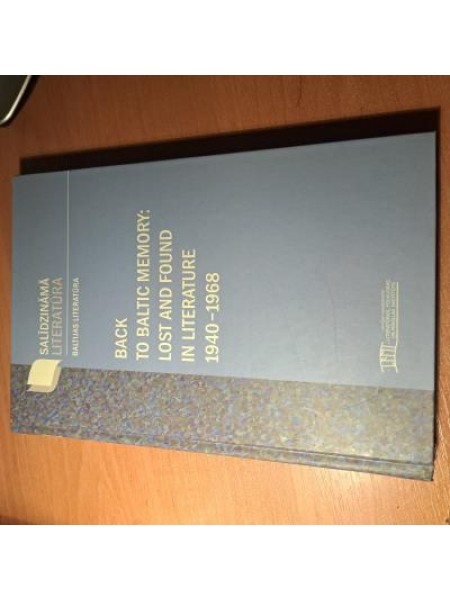 SALĪDZINĀMĀ
LITERATŪRA
BALTIJAS LITERATŪRA
BACK
TO BALTIC MEMORY:
LOST AND FOUND
IN LITERATURE
1940-1968